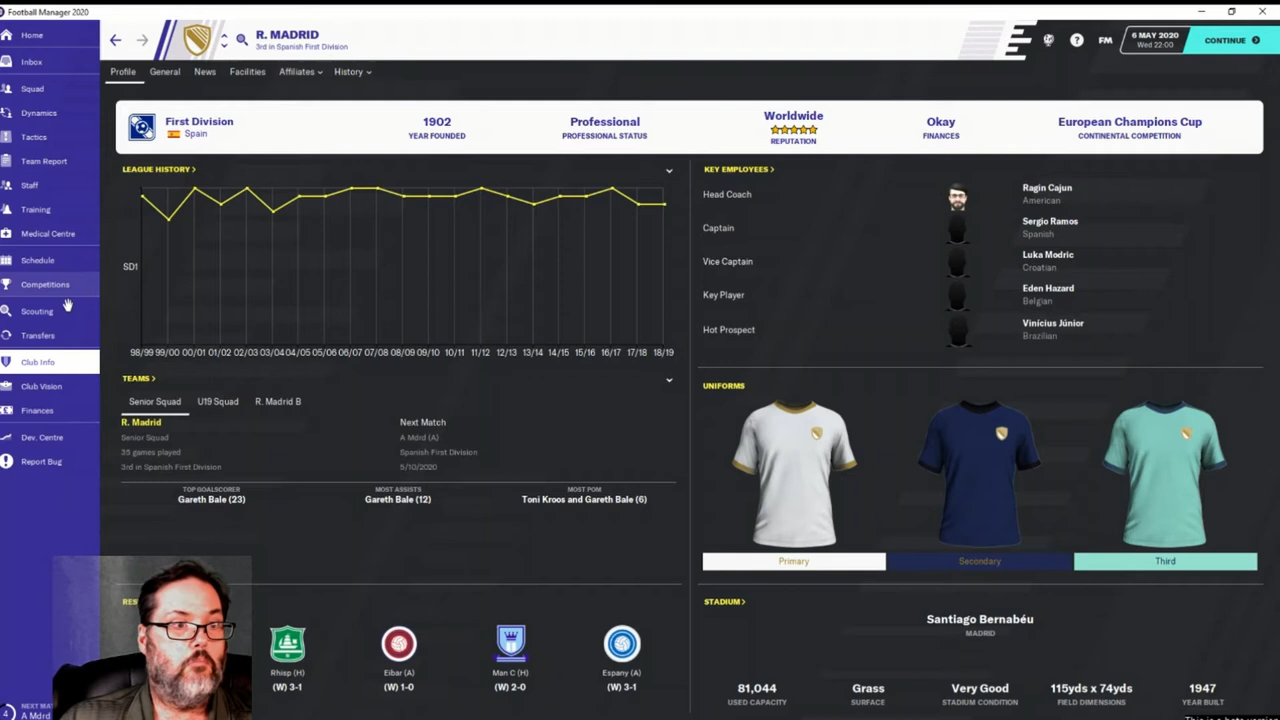 Football Manager 2020
Home
Inbox
Squad
Dynamics
Tactics
Team Report
Staff
Training
Medical Centre
Schedule
Competitions
Scouting
Transfers
Club Info
Club Vision
Finances
Dev. Centre
Report Bug
R. MADRID
3rd in Spanish First Division
?
FM
6 MAY 2020
Wed 22:00
CONTINUE
Profile General News Facilities Affiliates History
First Division
Spain
1902
YEAR FOUNDED
Professional
PROFESSIONAL STATUS
Worldwide
REPUTATION
Okay
FINANCES
European Champions Cup
CONTINENTAL COMPETITION
LEAGUE HISTORY >
SD1
98/99 99/00 00/01 01/02 02/03 03/04 04/05 05/06 06/07 07/08 08/09 09/10 10/11 11/12 12/13 13/14 14/15 15/16 16/17 17/18 18/19
KEY EMPLOYEES >
Head Coach
Ragin Cajun
American
Captain
Sergio Ramos
Spanish
Vice Captain
Luka Modric
Croatian
Key Player
Eden Hazard
Belgian
Hot Prospect
Vinícius Júnior
Brazilian
TEAMS >
Senior Squad U19 Squad R. Madrid B
R. Madrid
Senior Squad
35 games played
3rd in Spanish First Division
Next Match
A Mdrd (A)
Spanish First Division
5/10/2020
TOP GOALSCORER
Gareth Bale (23)
MOST ASSISTS
Gareth Bale (12)
MOST POM
Toni Kroos and Gareth Bale (6)
UNIFORMS
Primary
Secondary
Third
RES
Rhisp (H)
(W) 3-1
Eibar (A)
(W) 1-0
Man C (H)
(W) 2-0
Espany (A)
(W) 3-1
STADIUM >
Santiago Bernabéu
MADRID
81,044
USED CAPACITY
Grass
SURFACE
Very Good
STADIUM CONDITION
115yds x 74yds
FIELD DIMENSIONS
1947
YEAR BUILT
4
NEXT MA
A Mdrd